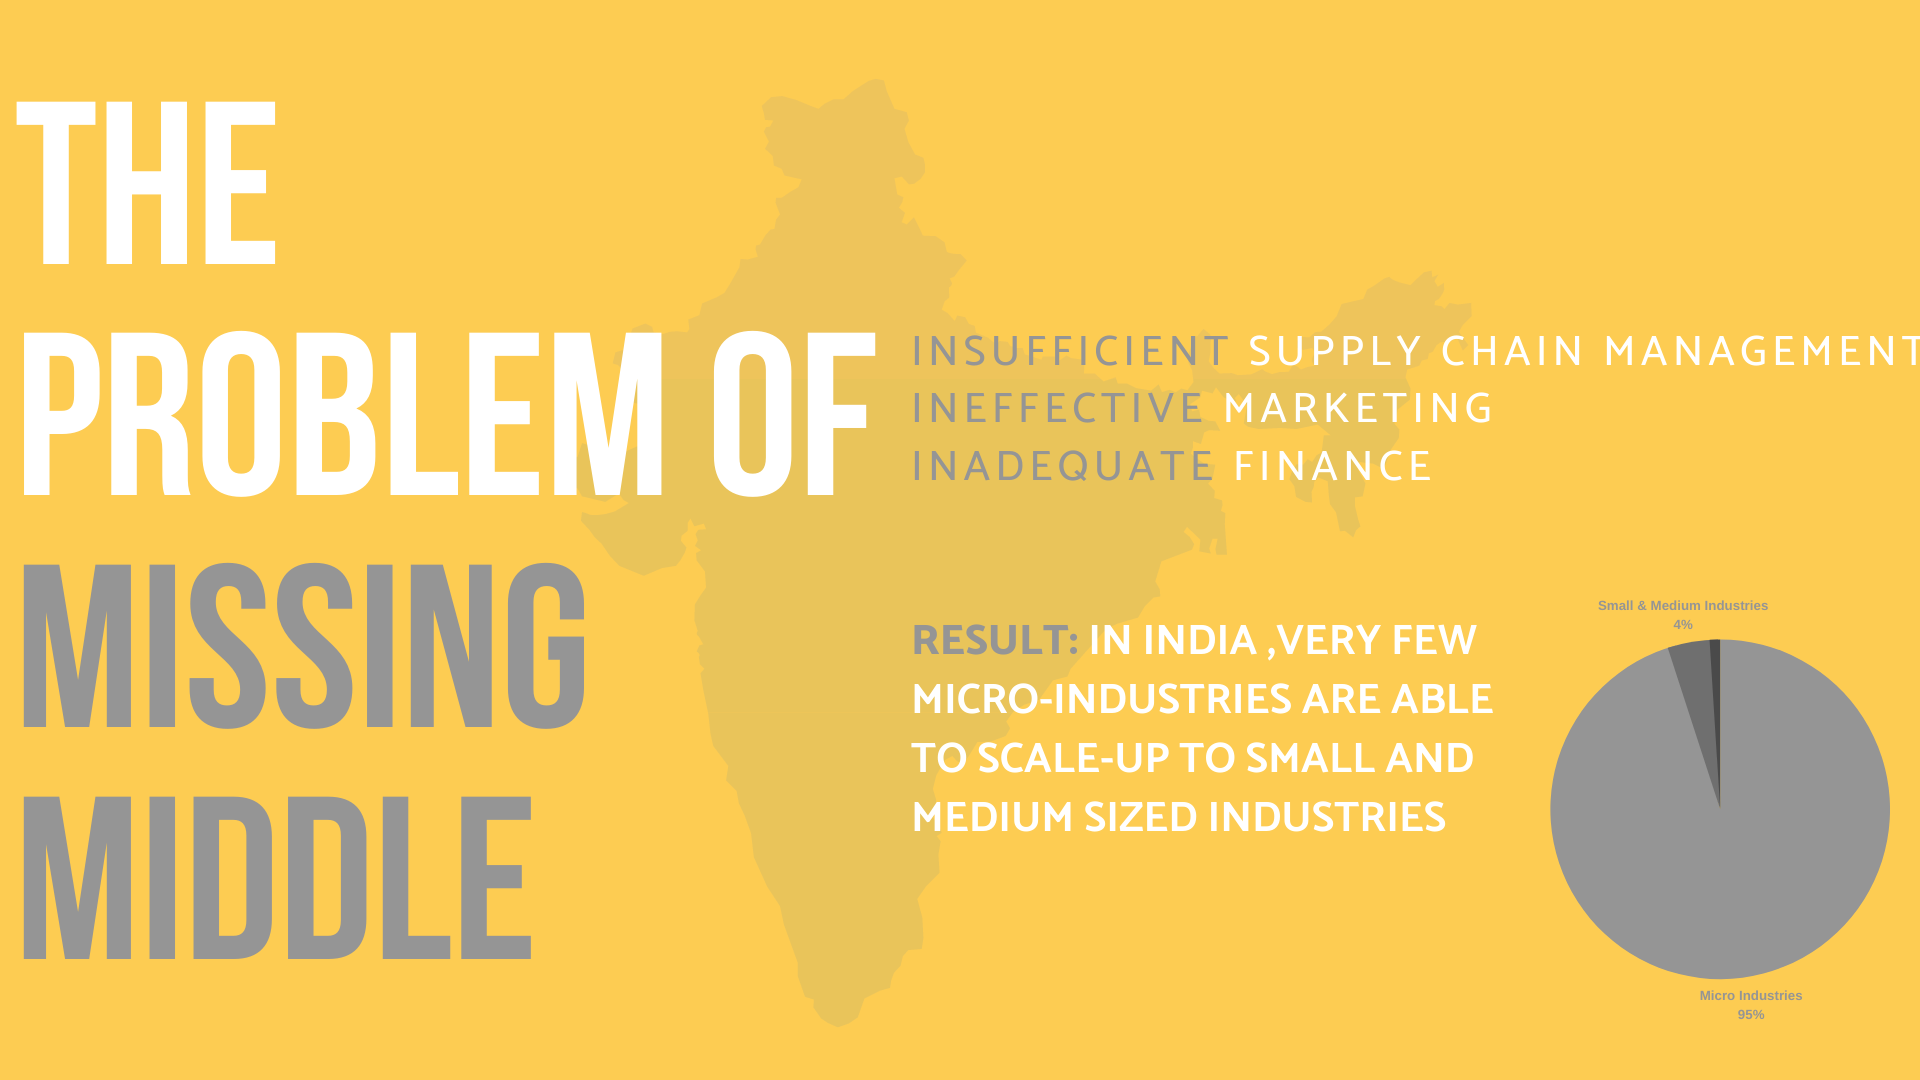 THE
PROBLEM OF
MISSING
MIDDLE
INSUFFICIENT SUPPLY CHAIN MANAGEMENT
INEFFECTIVE MARKETING
INADEQUATE FINANCE
RESULT: IN INDIA ,VERY FEW
MICRO-INDUSTRIES ARE ABLE
TO SCALE-UP TO SMALL AND
MEDIUM SIZED INDUSTRIES
Small & Medium Industries
4%
Micro Industries
95%